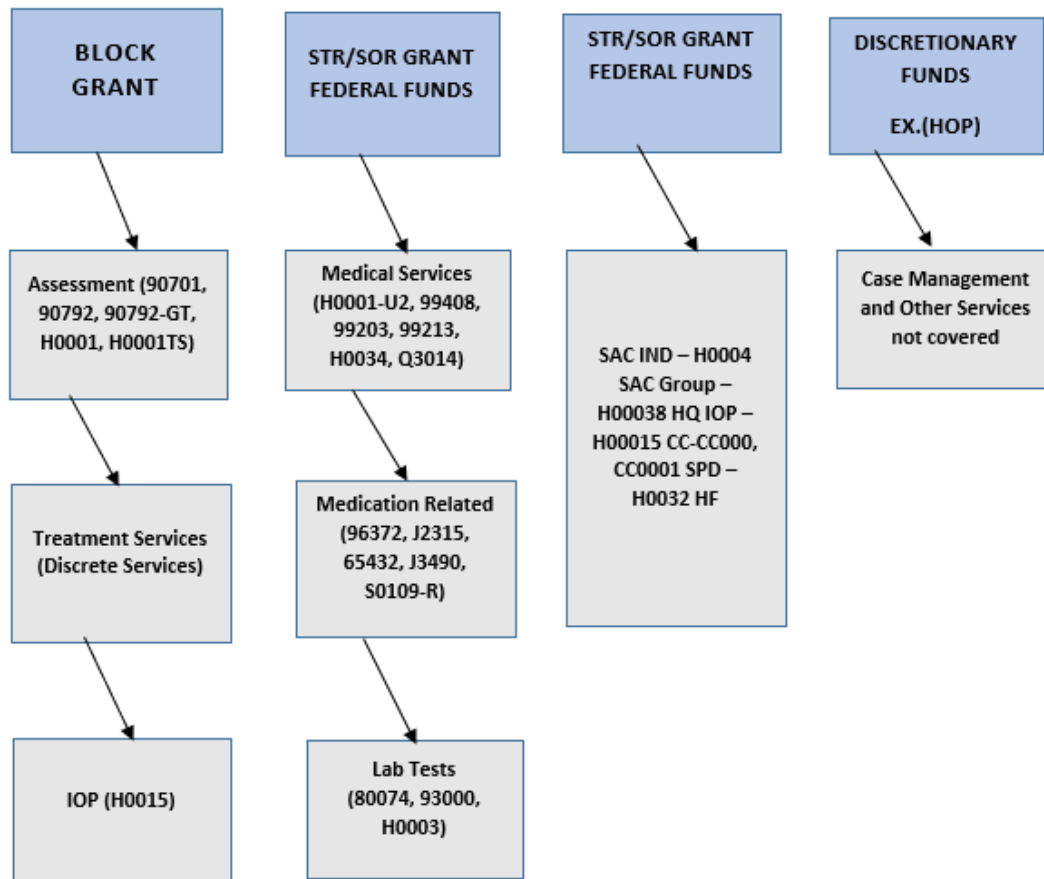 BLOCK
GRANT
Assessment (90701,
90792, 90792-GT,
H0001, H0001TS)
Treatment Services
(Discrete Services)
IOP (H0015)
STR/SOR GRANT
FEDERAL FUNDS
Medical Services
(H0001-U2, 99408,
99203, 99213,
H0034, Q3014)
Medication Related
(96372, J2315,
65432, J3490,
S0109-R)
Lab Tests
(80074, 93000,
H0003)
STR/SOR GRANT
FEDERAL FUNDS
SAC IND – H0004
SAC Group –
H00038 HQ IOP –
H00015 CC-CC000,
CC0001 SPD –
H0032 HF
DISCRETIONARY
FUNDS
EX.(HOP)
Case Management
and Other Services
not covered